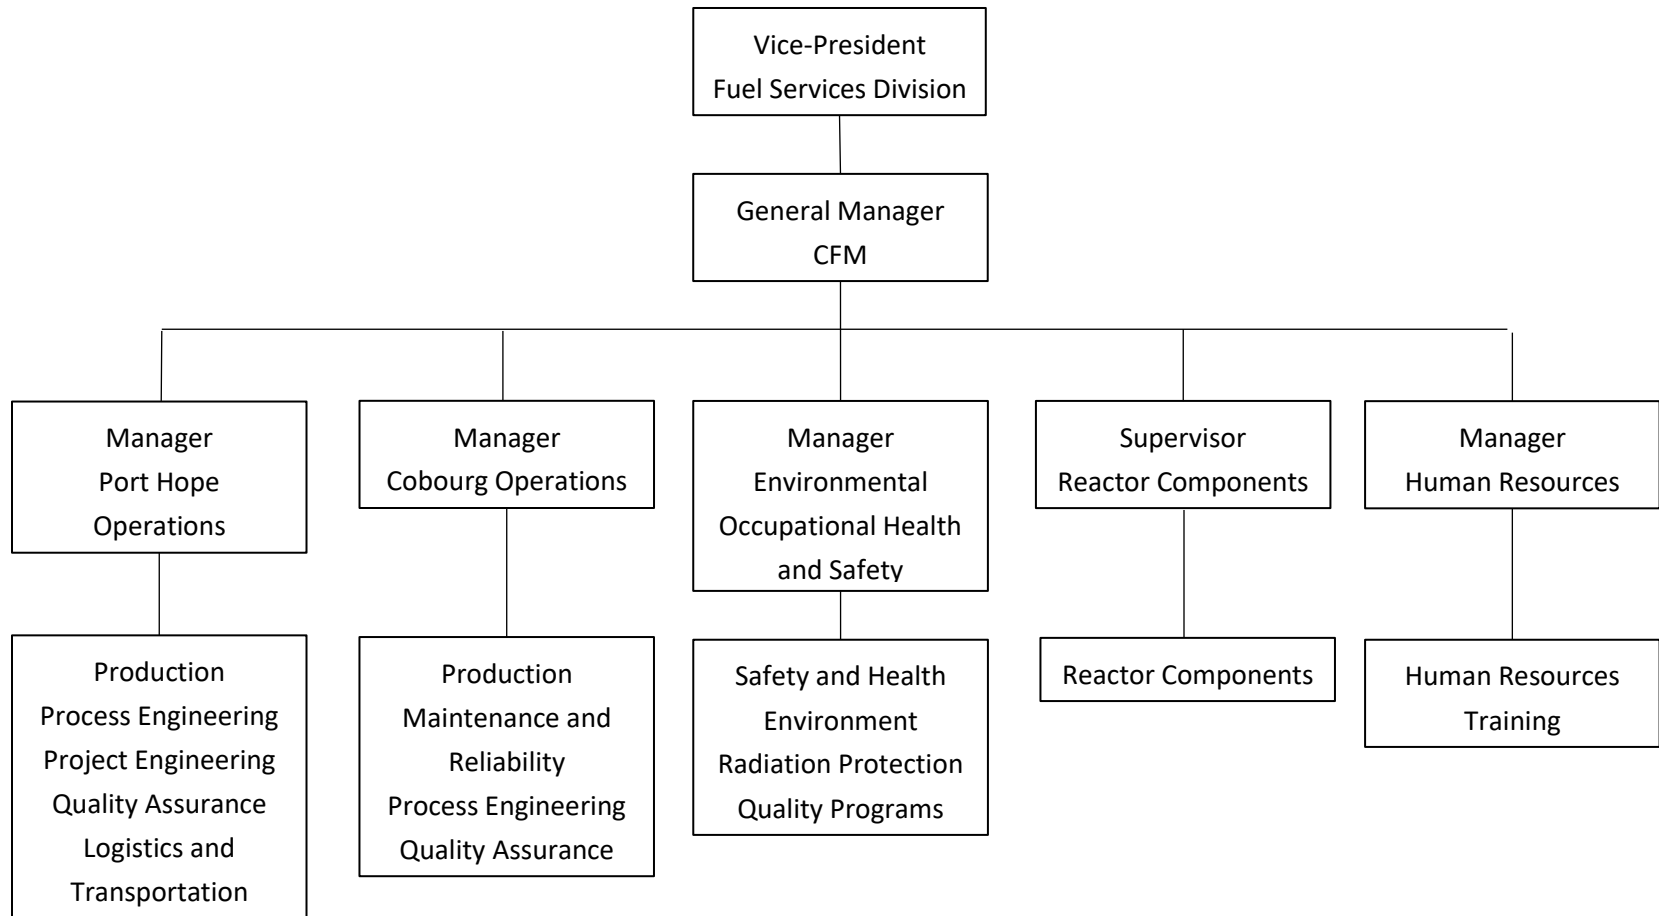 Vice-President
Fuel Services Division
General Manager
CFM
Manager
Port Hope
Operations
Manager
Cobourg Operations
Manager
Environmental
Occupational Health
and Safety
Supervisor
Reactor Components
Manager
Human Resources
Production
Process Engineering
Project Engineering
Quality Assurance
Logistics and
Transportation
Production
Maintenance and
Reliability
Process Engineering
Quality Assurance
Safety and Health
Environment
Radiation Protection
Quality Programs
Reactor Components
Human Resources
Training